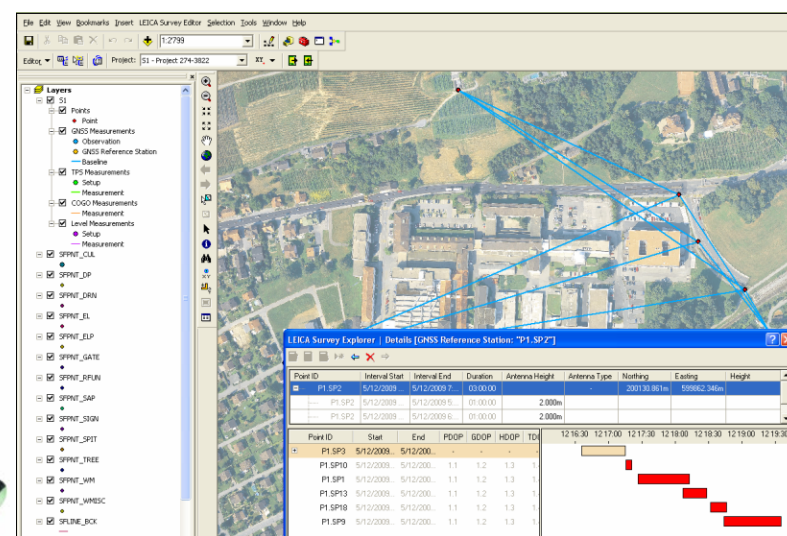 File Edit View Bookmarks Insert LEICA Survey Editor Selection Tools Window Help
1:2799
Editor Project: S1 - Project 274-3822 XY
Layers
S1
Points
Point
GNSS Measurements
Observation
GNSS Reference Station
Baseline
TPS Measurements
Setup
Measurement
COGO Measurements
Measurement
Level Measurements
Setup
Measurement
SFPNT_CUL
SFPNT_DP
SFPNT_DRN
SFPNT_EL
SFPNT_ELP
SFPNT_GATE
SFPNT_RFUN
SFPNT_SAP
SFPNT_SIGN
SFPNT_SPIT
SFPNT_TREE
SFPNT_WM
SFPNT_WMISC
SFLINE_BCK
LEICA Survey Explorer | Details [GNSS Reference Station: "P1.SP2"]
Point ID Interval Start Interval End Duration Antenna Height Antenna Type Northing Easting Height
P1.SP2 5/12/2009 ... 5/12/2009 7:... 03:00:00 - 200130.861m 599862.346m
P1.SP2 5/12/2009 ... 5/12/2009 5:... 01:00:00 2.000m
P1.SP2 5/12/2009 ... 5/12/2009 6:... 01:00:00 2.000m
Point ID Start End PDOP GDOP HDOP
P1.SP3 5/12/2009... 5/12/200... - - -
P1.SP10 5/12/2009... 5/12/200... 1.1 1.2 1.3
P1.SP1 5/12/2009... 5/12/200... 1.1 1.2 1.3
P1.SP13 5/12/2009... 5/12/200... 1.1 1.2 1.3
P1.SP18 5/12/2009... 5/12/200... 1.1 1.2 1.3
P1.SP9 5/12/2009... 5/12/200... 1.1 1.2 1.3
12 16:30 12 17:00 12 17:30 12 18:00 12 18:30 12 19:00 12 19:30